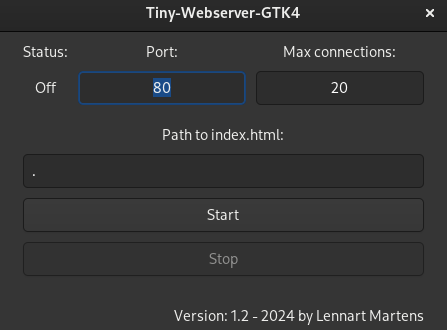 Tiny-Webserver-GTK4
Status: Port: Max connections:
Off 80 20
Path to index.html:
.
Start
Stop
Version: 1.2 - 2024 by Lennart Martens